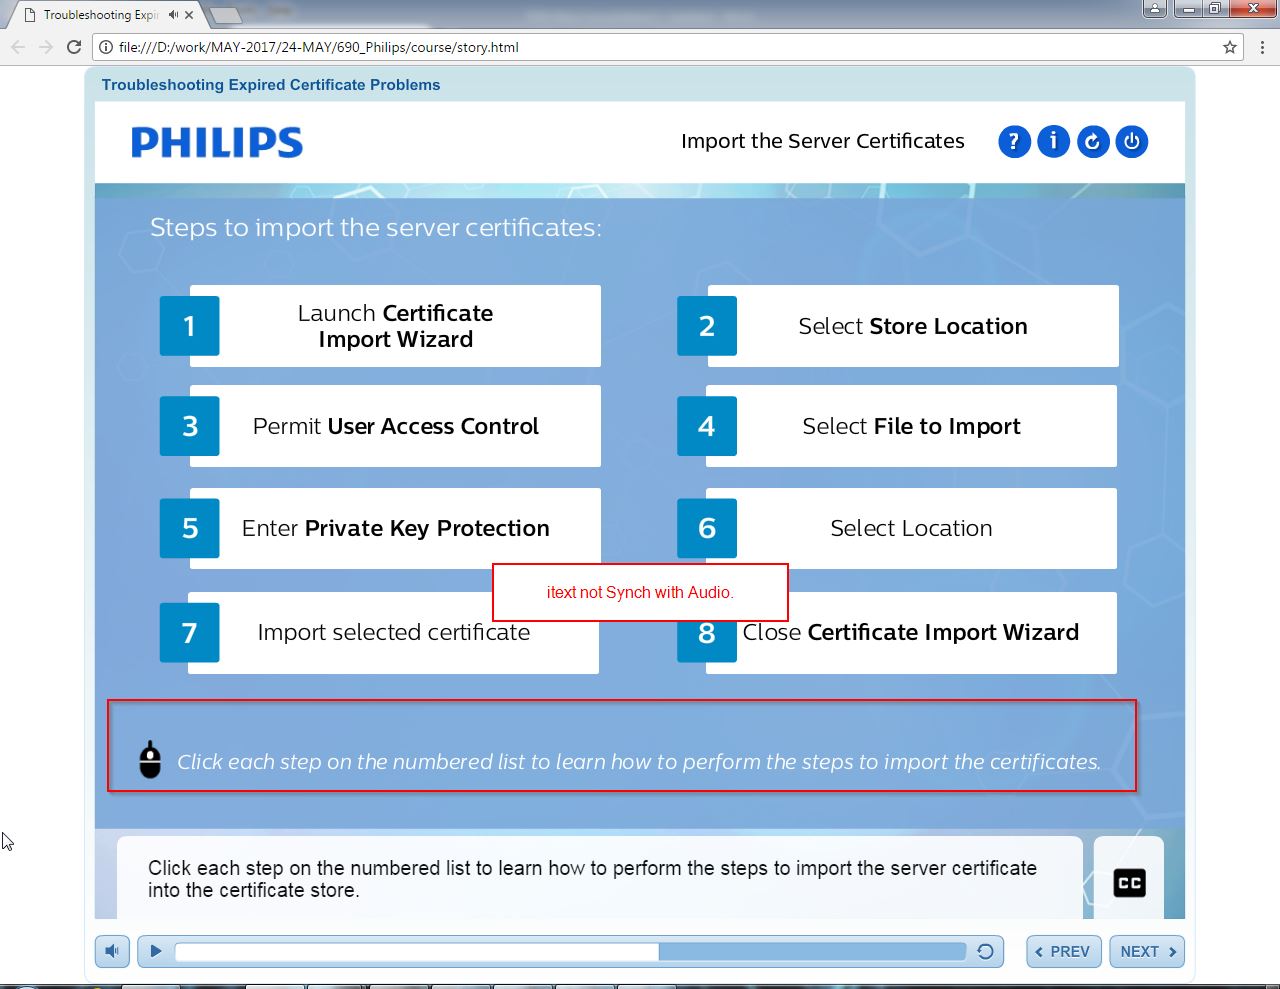 Troubleshooting Expi
file:///D:/work/MAY-2017/24-MAY/690_Philips/course/story.html
Troubleshooting Expired Certificate Problems
PHILIPS
Import the Server Certificates
? i
Steps to import the server certificates:
1
Launch Certificate
Import Wizard
2
Select Store Location
3
Permit User Access Control
4
Select File to Import
5
Enter Private Key Protection
6
Select Location
itext not Synch with Audio.
7
Import selected certificate
8
Close Certificate Import Wizard
Click each step on the numbered list to learn how to perform the steps to import the certificates.
Click each step on the numbered list to learn how to perform the steps to import the server certificate
into the certificate store.
CC
PREV
NEXT